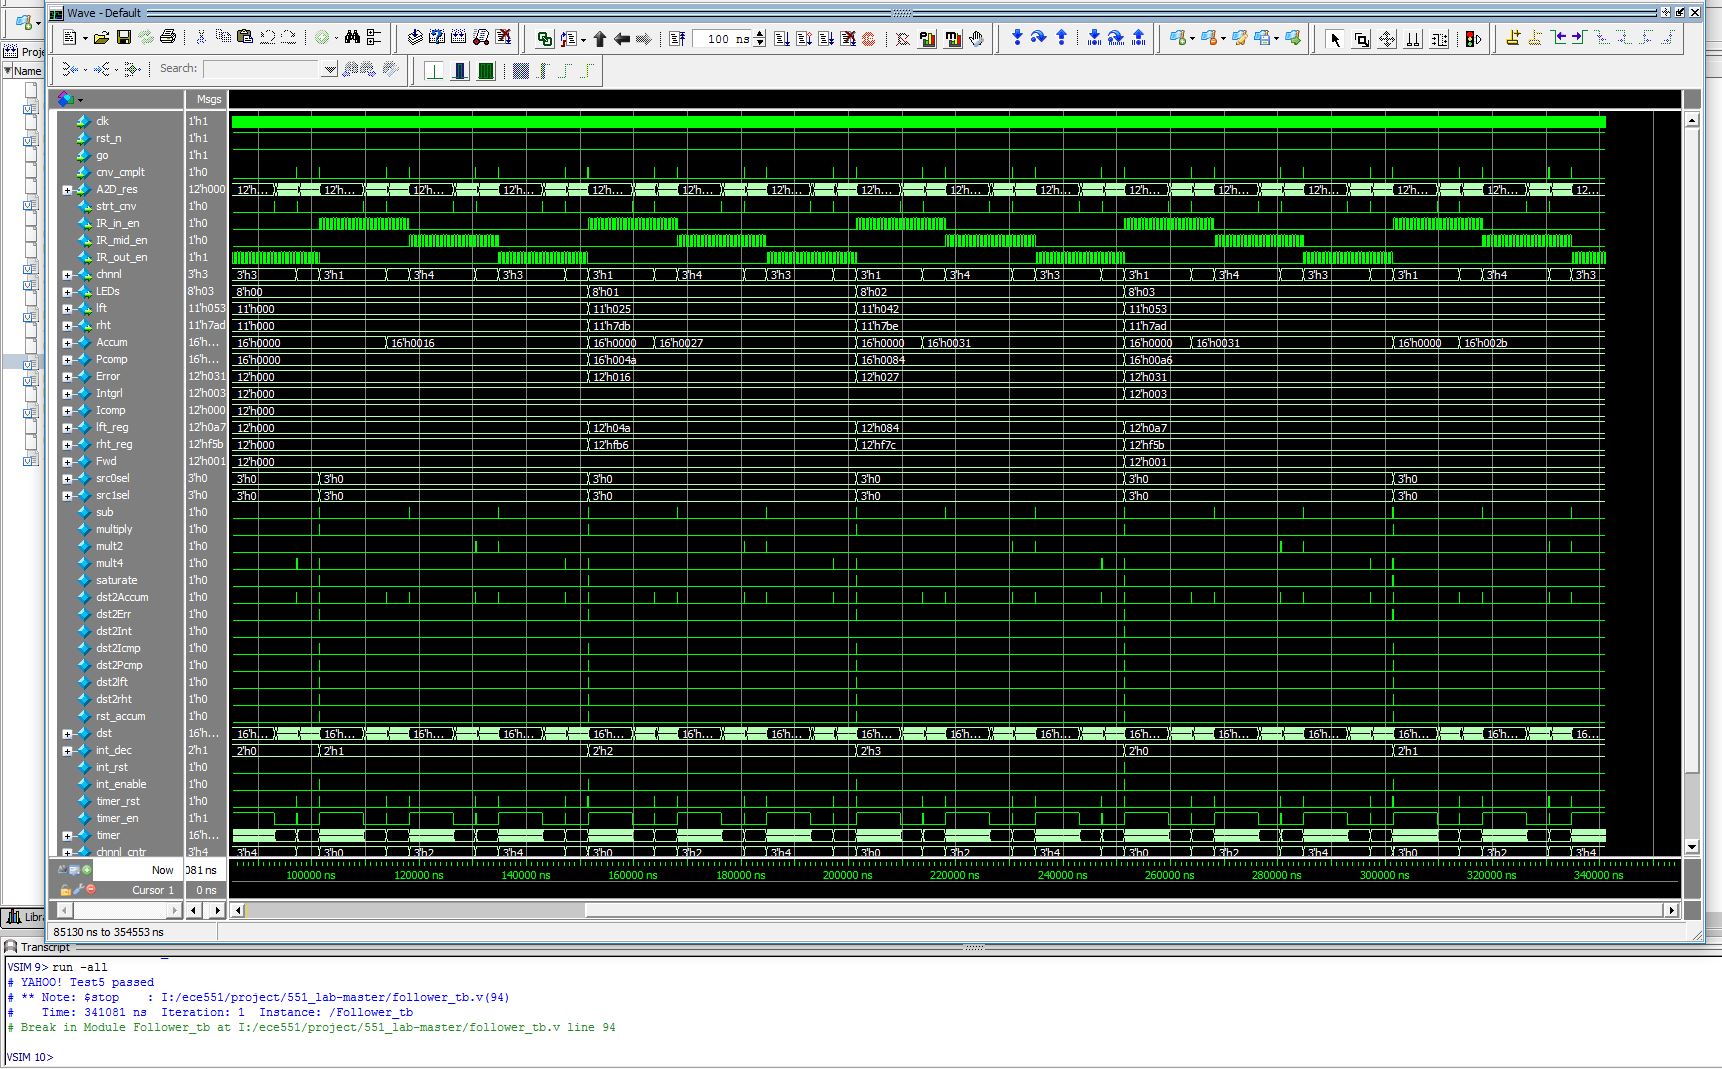 Wave - Default
100 ns
Search:
Proje
Name
Msgs
clk 1'h1
rst_n 1'h1
go 1'h1
cnv_cmplt 1'h0
A2D_res 12'h000 12'h... 12'h... 12'h... 12'h... 12'h... 12'h... 12'h... 12'h... 12'h... 12'h... 12'h... 12'h... 12'h... 12'h... 12'h... 12...
strt_cnv 1'h0
IR_in_en 1'h0
IR_mid_en 1'h0
IR_out_en 1'h1
chnnl 3'h3 3'h3 3'h1 3'h4 3'h3 3'h1 3'h4 3'h3 3'h1 3'h4 3'h3 3'h1 3'h4 3'h3 3'h1 3'h4 3'h3
LEDs 8'h03 8'h00 8'h01 8'h02 8'h03
lft 11'h053 11'h000 11'h025 11'h042 11'h053
rht 11'h7ad 11'h000 11'h7db 11'h7be 11'h7ad
Accum 16'h... 16'h0000 16'h0016 16'h0000 16'h0027 16'h0000 16'h0031 16'h0000 16'h0031 16'h0000 16'h002b
Pcomp 16'h... 16'h0000 16'h004a 16'h0084 16'h00a6
Error 12'h031 12'h000 12'h016 12'h027 12'h031
Intgrl 12'h003 12'h000 12'h003
Icomp 12'h000 12'h000
lft_reg 12'h0a7 12'h000 12'h04a 12'h084 12'h0a7
rht_reg 12'hf5b 12'h000 12'hfb6 12'hf7c 12'hf5b
Fwd 12'h001 12'h000 12'h001
src0sel 3'h0 3'h0 3'h0 3'h0 3'h0 3'h0 3'h0
src1sel 3'h0 3'h0 3'h0 3'h0 3'h0 3'h0 3'h0
sub 1'h0
multiply 1'h0
mult2 1'h0
mult4 1'h0
saturate 1'h0
dst2Accum 1'h0
dst2Err 1'h0
dst2Int 1'h0
dst2Icmp 1'h0
dst2Pcmp 1'h0
dst2lft 1'h0
dst2rht 1'h0
rst_accum 1'h0
dst 16'h... 16'h... 16'h... 16'h... 16'h... 16'h... 16'h... 16'h... 16'h... 16'h... 16'h... 16'h... 16'h... 16'h... 16'h... 16'h... 16...
int_dec 2'h1 2'h0 2'h1 2'h2 2'h3 2'h0 2'h1
int_rst 1'h0
int_enable 1'h0
timer_rst 1'h0
timer_en 1'h1
timer 16'h...
chnnl_cntr 3'h4 3'h4 3'h0 3'h2 3'h4 3'h0 3'h2 3'h4 3'h0 3'h2 3'h4 3'h0 3'h2 3'h4 3'h0 3'h2 3'h4
Now 081 ns 100000 ns 120000 ns 140000 ns 160000 ns 180000 ns 200000 ns 220000 ns 240000 ns 260000 ns 280000 ns 300000 ns 320000 ns 340000 ns
Cursor 1 0 ns
Libra
85130 ns to 354553 ns
Transcript
VSIM 9> run -all
# YAHOO! Test5 passed
# ** Note: $stop : I:/ece551/project/551_lab-master/follower_tb.v(94)
# Time: 341081 ns Iteration: 1 Instance: /Follower_tb
# Break in Module Follower_tb at I:/ece551/project/551_lab-master/follower_tb.v line 94
VSIM 10>